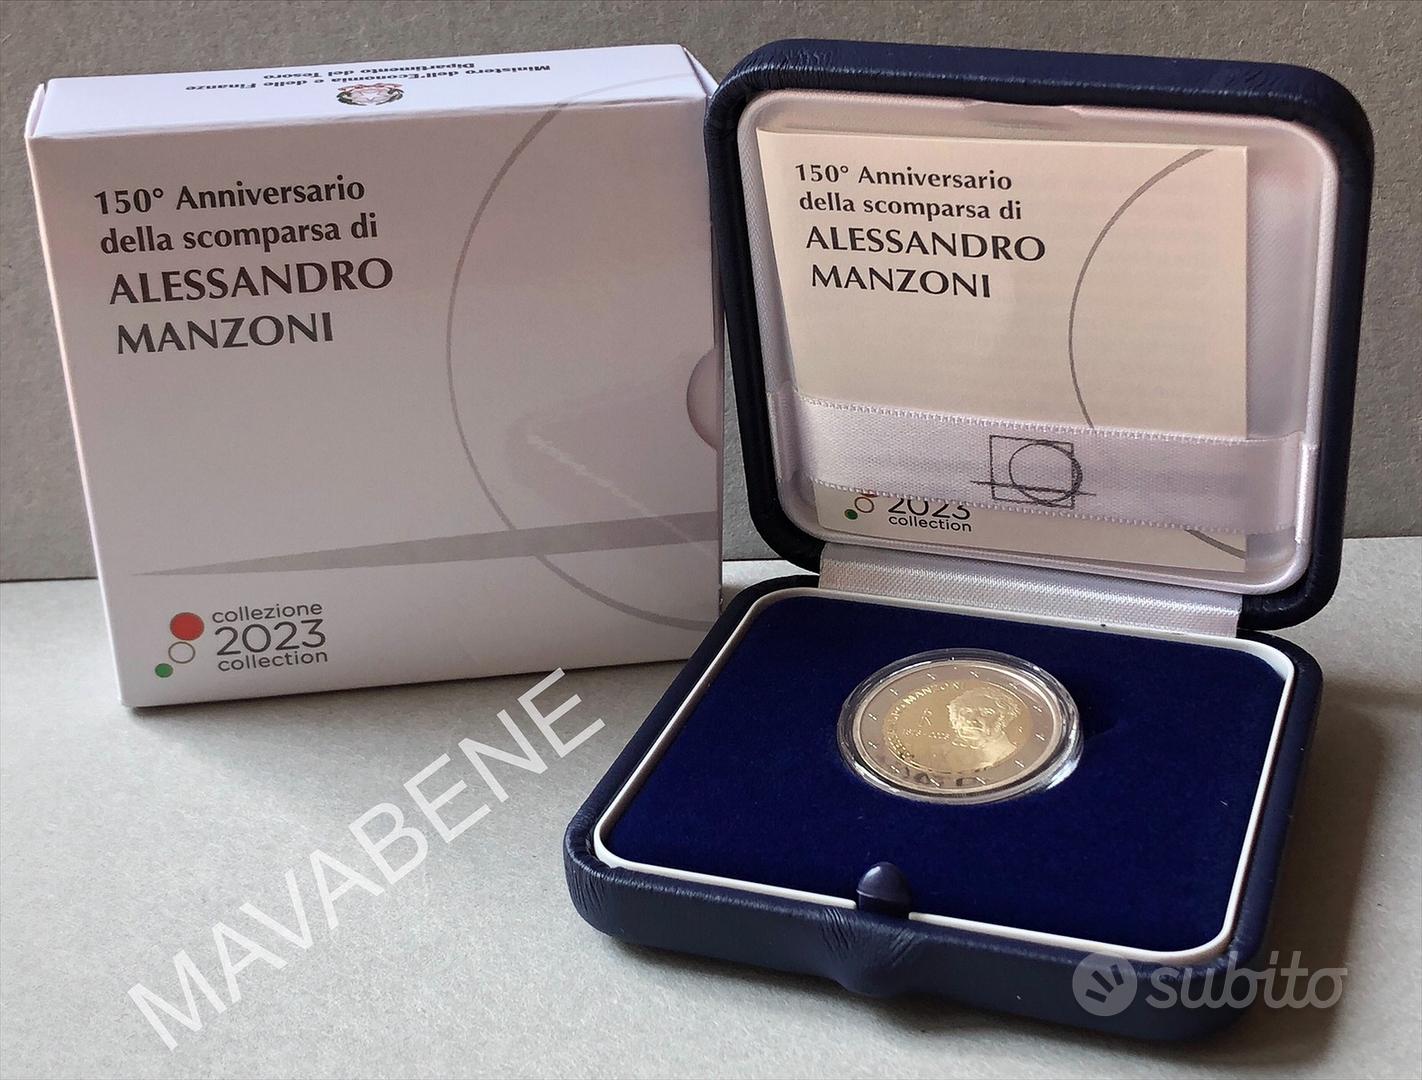 Ministero dell'Economia e delle Finanze
Dipartimento del Tesoro
150° Anniversario
della scomparsa di
ALESSANDRO
MANZONI
collezione
2023
collection
150° Anniversario
della scomparsa di
ALESSANDRO
MANZONI
2023
collection
MANZONI
MAVABENE
subito